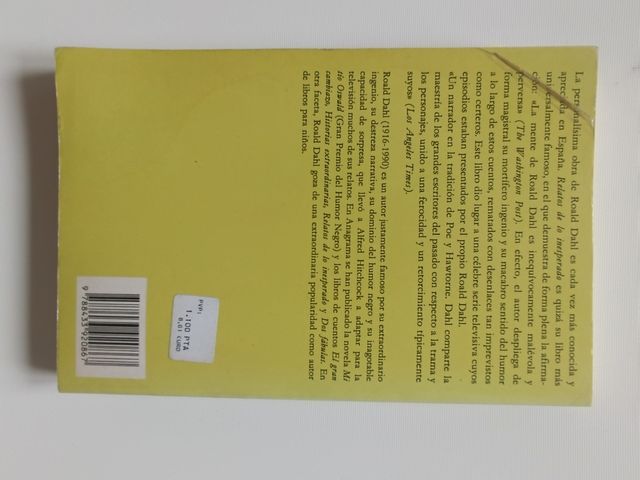 La personalísima obra de Roald Dahl es cada vez más conocida y
apreciada en España. Relatos de lo inesperado es quizá su libro más
universalmente famoso, en el que demuestra de forma plena la afirma-
ción: «La mente de Roald Dahl es inequívocamente malévola y
perversa» (The Washington Post). En efecto, el autor despliega de
forma magistral su mortífero ingenio y su macabro sentido del humor
a lo largo de estos cuentos, rematados con desenlaces tan imprevistos
como certeros. Este libro dio lugar a una célebre serie televisiva cuyos
episodios estaban presentados por el propio Roald Dahl.
«Un narrador en la tradición de Poe y Hawtorne. Dahl comparte la
maestría de los grandes escritores del pasado con respecto a la trama y
los personajes, unido a una ferocidad y un retorcimiento típicamente
suyos» (Los Angeles Times).
Roald Dahl (1916-1990) es un autor justamente famoso por su extraordinario
ingenio, su destreza narrativa, su dominio del humor negro y su inagotable
capacidad de sorpresa, que llevó a Alfred Hitchcock a adaptar para la
televisión muchos de sus relatos. En Anagrama se han publicado la novela Mi
tío Oswald (Gran Premio del Humor Negro) y los libros de cuentos El gran
cambiazo, Historias extraordinarias, Relatos de lo inesperado y Dos fábulas. En
otra faceta, Roald Dahl goza de una extraordinaria popularidad como autor
de libros para niños.
PVP:
1.100 PTA
6,61 EURO
9 788433 920867